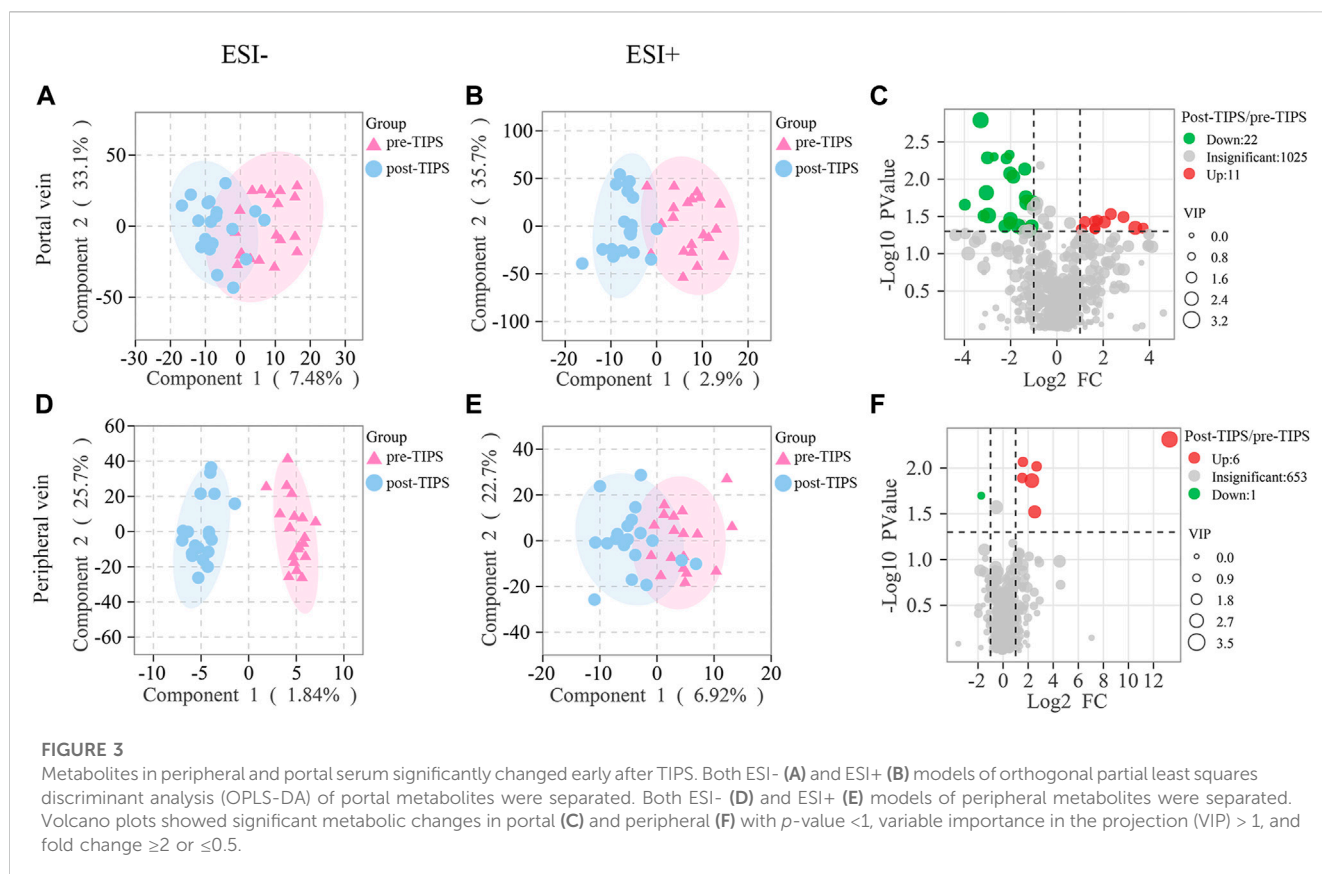 ESI-
ESI+
A
Portal vein
Component 2 ( 33.1% )
50
0
-50
-30 -20 -10 0 10 20 30
Component 1 ( 7.48% )
Group
pre-TIPS
post-TIPS
B
Component 2 ( 35.7% )
100
50
0
-50
-100
-20 -10 0 10 20
Component 1 ( 2.9% )
Group
pre-TIPS
post-TIPS
C
-Log10 PValue
2.5
2.0
1.5
1.0
0.5
-4 -2 0 2 4
Log2 FC
Post-TIPS/pre-TIPS
Down:22
Insignificant:1025
Up:11
VIP
0.0
0.8
1.6
2.4
3.2
D
Peripheral vein
Component 2 ( 25.7% )
60
40
20
0
-20
-40
-60
-10 -5 0 5 10
Component 1 ( 1.84% )
Group
pre-TIPS
post-TIPS
E
Component 2 ( 22.7% )
40
20
0
-20
-40
-20 -10 0 10 20
Component 1 ( 6.92% )
Group
pre-TIPS
post-TIPS
F
-Log10 PValue
2.0
1.5
1.0
0.5
-2 0 2 4 6 8 10 12
Log2 FC
Post-TIPS/pre-TIPS
Up:6
Insignificant:653
Down:1
VIP
0.0
0.9
1.8
2.7
3.5
FIGURE 3
Metabolites in peripheral and portal serum significantly changed early after TIPS. Both ESI- (A) and ESI+ (B) models of orthogonal partial least squares
discriminant analysis (OPLS-DA) of portal metabolites were separated. Both ESI- (D) and ESI+ (E) models of peripheral metabolites were separated.
Volcano plots showed significant metabolic changes in portal (C) and peripheral (F) with p-value <1, variable importance in the projection (VIP) > 1, and
fold change ≥2 or ≤0.5.